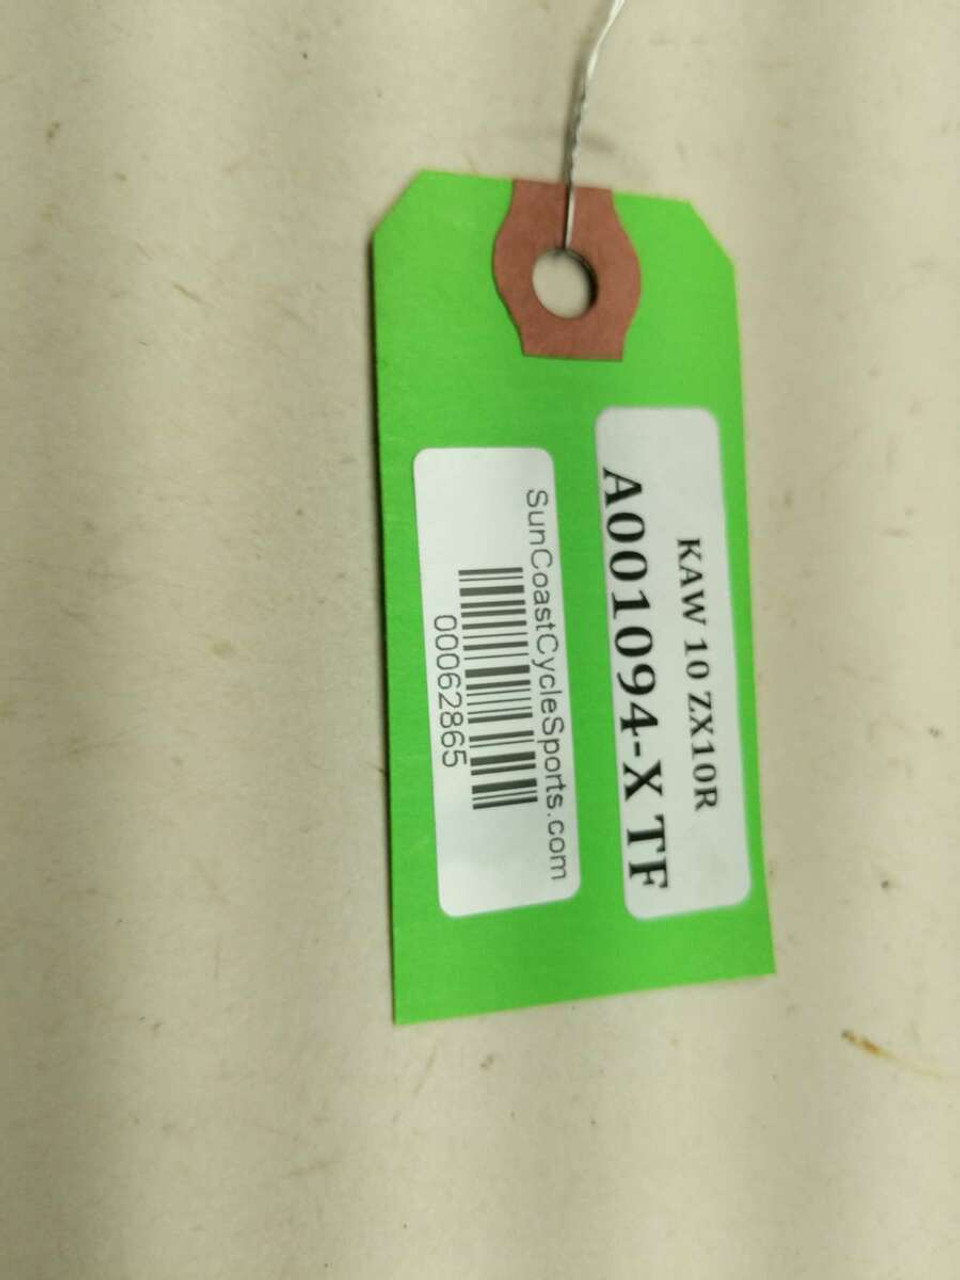 KAW 10 ZX10R
A001094-X TF
SunCoastCycleSports.com
00062865